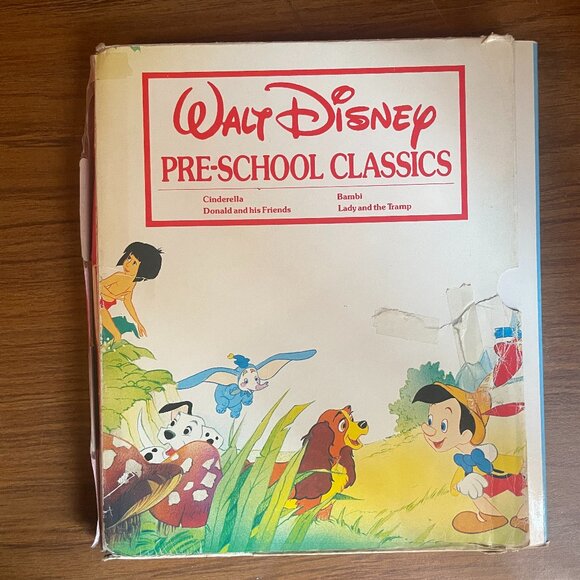 Walt Disney
PRE-SCHOOL CLASSICS
Cinderella Bambi
Donald and his Friends Lady and the Tramp